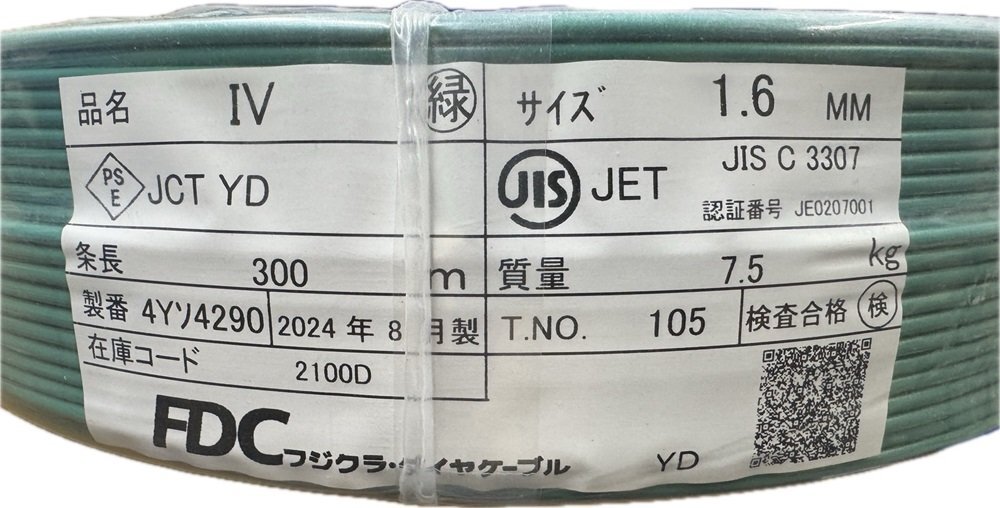 品名 IV 緑 サイズ 1.6 MM
PS E JCT YD JIS JET JIS C 3307
認証番号 JE0207001
条長 300 m 質量 7.5 kg
製番 4Yソ4290 2024 年 8 月製 T.NO. 105 検査合格 検
在庫コード 2100D
FDC フジクラ・ダイヤケーブル YD